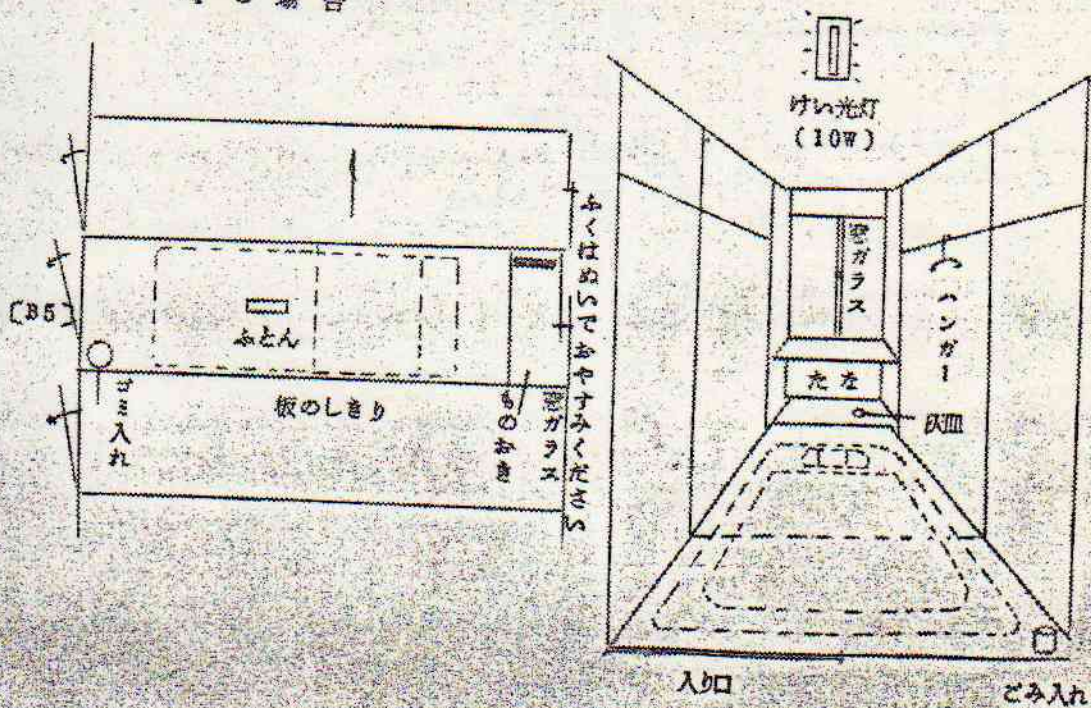 場合
けい光灯
(10W)
[B5]
ふとん
ゴミ入れ
板のしきり
ものおき
窓ガラス
ふくはぬいでおやすみください
窓ガラス
ハンガー
たな
灰皿
入り口
ごみ入れ